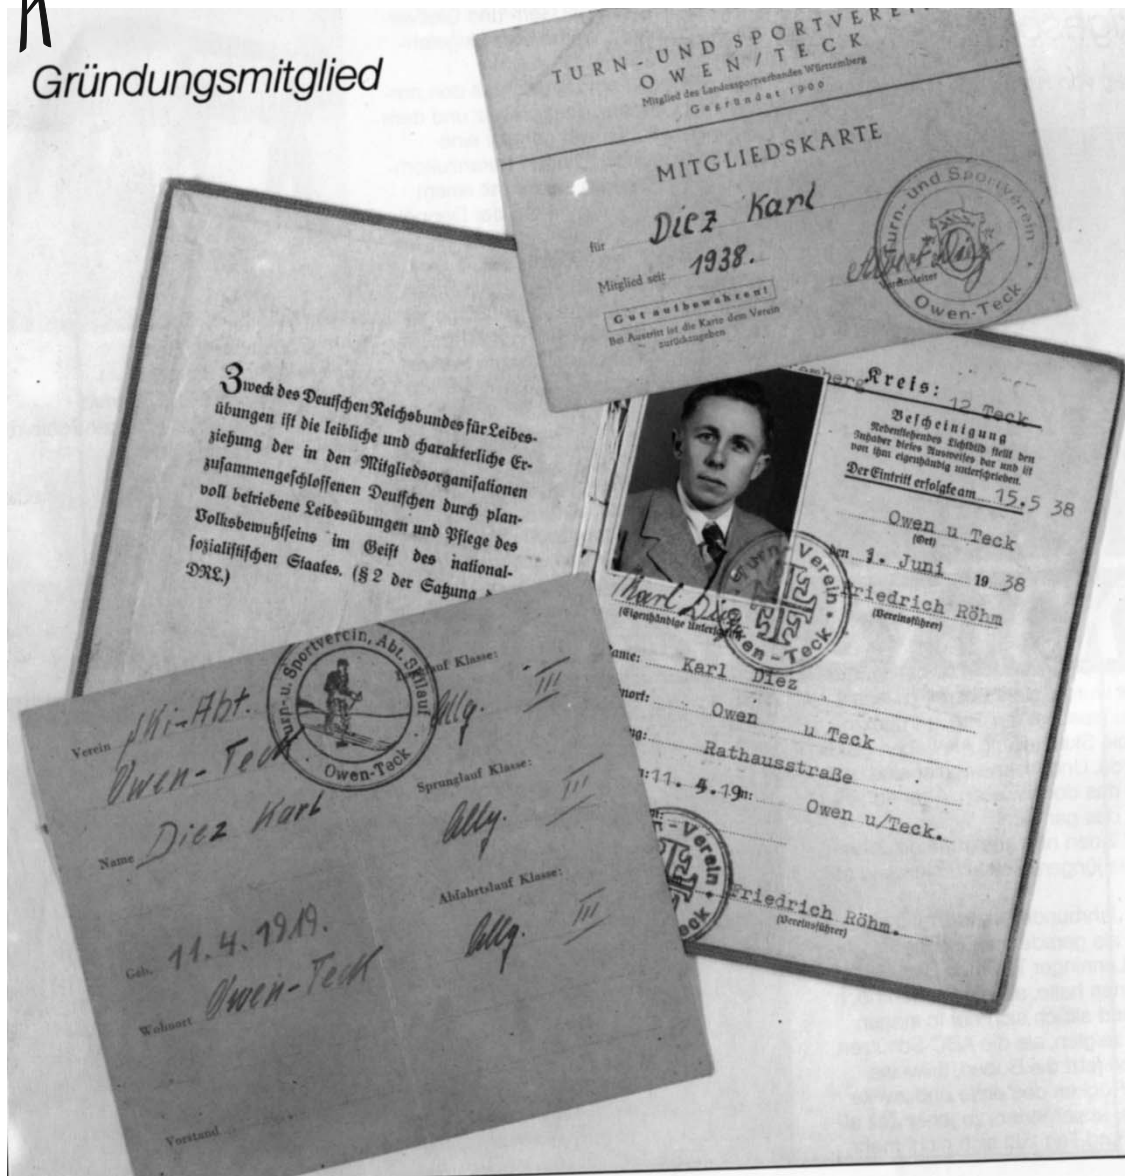 Gründungsmitglied
TURN- UND SPORTVEREIN
OWEN/TECK
Mitglied des Landessportverbandes Württemberg
Gegründet 1900
MITGLIEDSKARTE
für Diez Karl
Mitglied seit 1938.
Gut aufbewahren!
Bei Austritt ist die Karte dem Verein
zurückzugeben
Vereinsleiter
Turn- und Sportverein
Owen-Teck
Zweck des Deutschen Reichsbundes für Leibes-
übungen ist die leibliche und charakterliche Er-
ziehung der in den Mitgliedsorganisationen
zusammengeschlossenen Deutschen durch plan-
voll betriebene Leibesübungen und Pflege des
Volksbewußtseins im Geist des national-
sozialistischen Staates. (§ 2 der Satzung
DRL.)
Kreis:
12 Teck
Bescheinigung
Nebenstehendes Lichtbild stellt den
Inhaber dieses Ausweises dar und ist
von ihm eigenhändig unterschrieben.
Der Eintritt erfolgte am 15.5 38
Owen u Teck
(Ort)
den 1. Juni 19 38
Friedrich Röhm
(Vereinsführer)
Karl Diez
(Eigenhändige Unterschrift)
Turn-Verein
Owen-Teck
Name: Karl Diez
Owen u Teck
Rathausstraße
11. 4.19 Owen u/Teck.
Friedrich Röhm.
(Vereinsführer)
Turn- u. Sportverein, Abt. Skilauf
Owen-Teck
Verein Ski-Abt.
Owen-Teck
Name Diez Karl
Geb. 11.4.1919.
Wohnort Owen-Teck
Vorstand
Klasse:
Allg. III
Sprunglauf Klasse:
Allg. III
Abfahrtslauf Klasse:
Allg. III